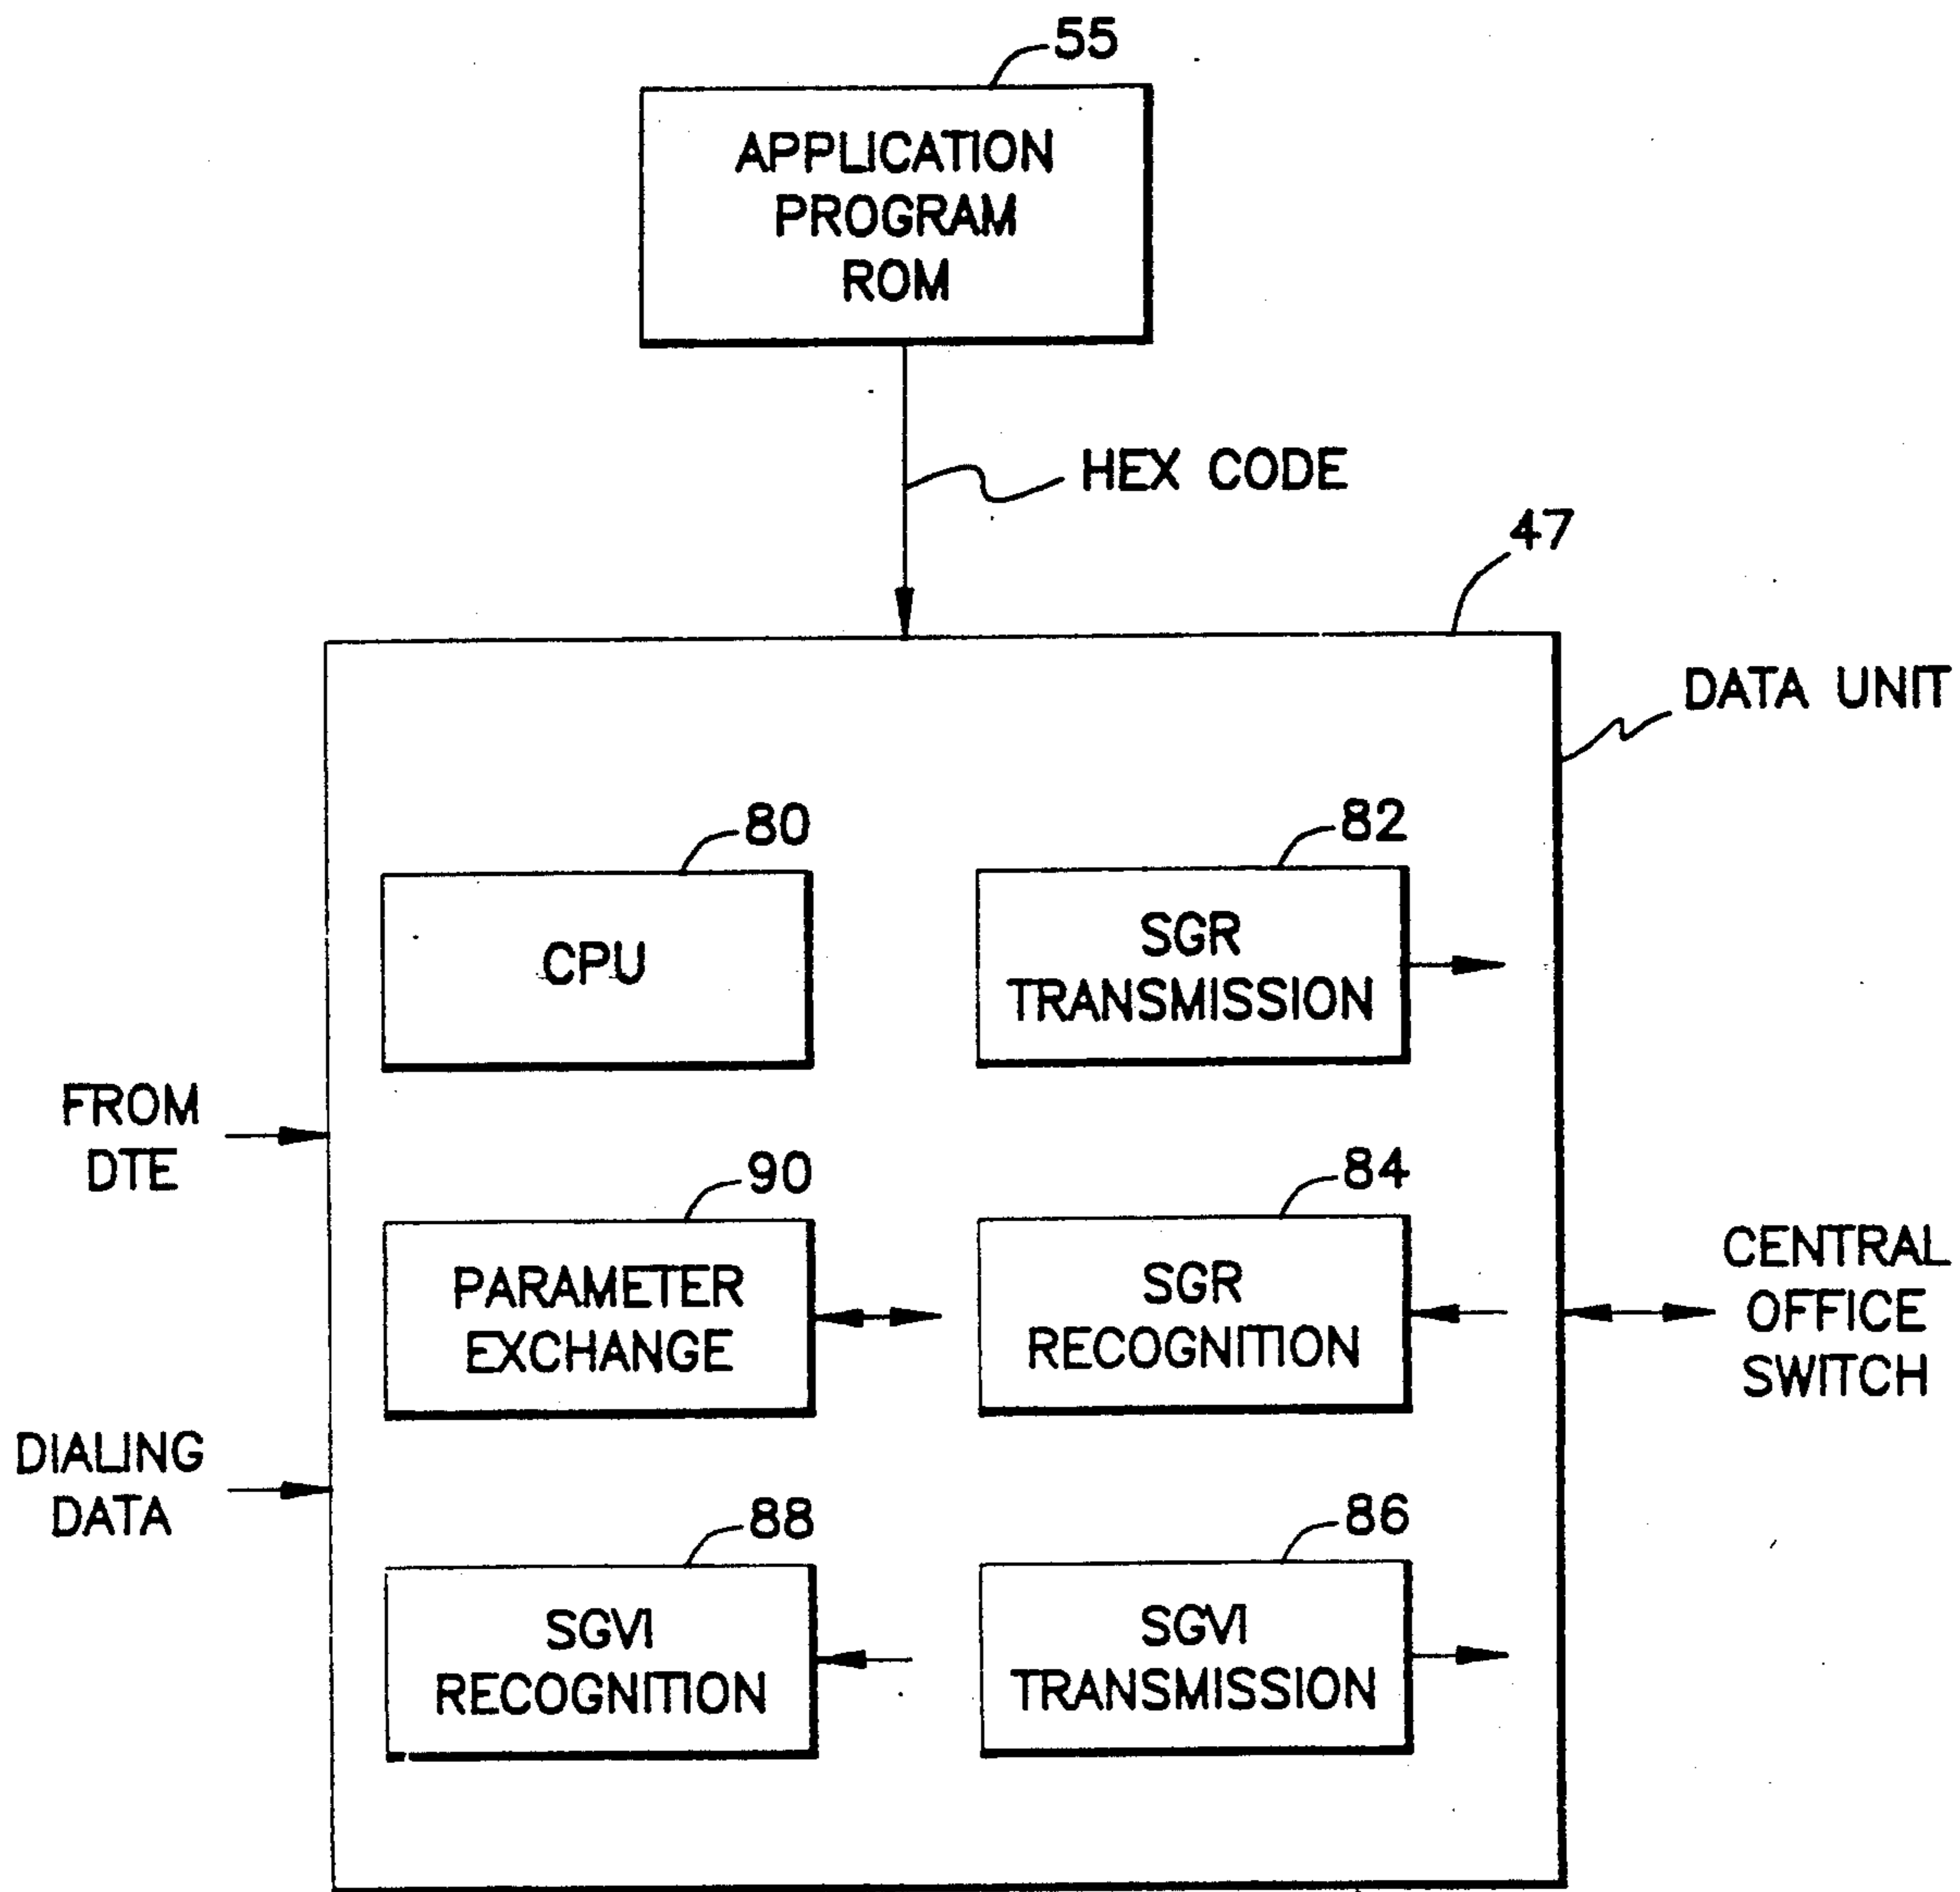 55
APPLICATION
PROGRAM
ROM
HEX CODE
47
DATA UNIT
80
CPU
82
SGR
TRANSMISSION
FROM
DTE
90
PARAMETER
EXCHANGE
84
SGR
RECOGNITION
CENTRAL
OFFICE
SWITCH
DIALING
DATA
88
SGVI
RECOGNITION
86
SGVI
TRANSMISSION